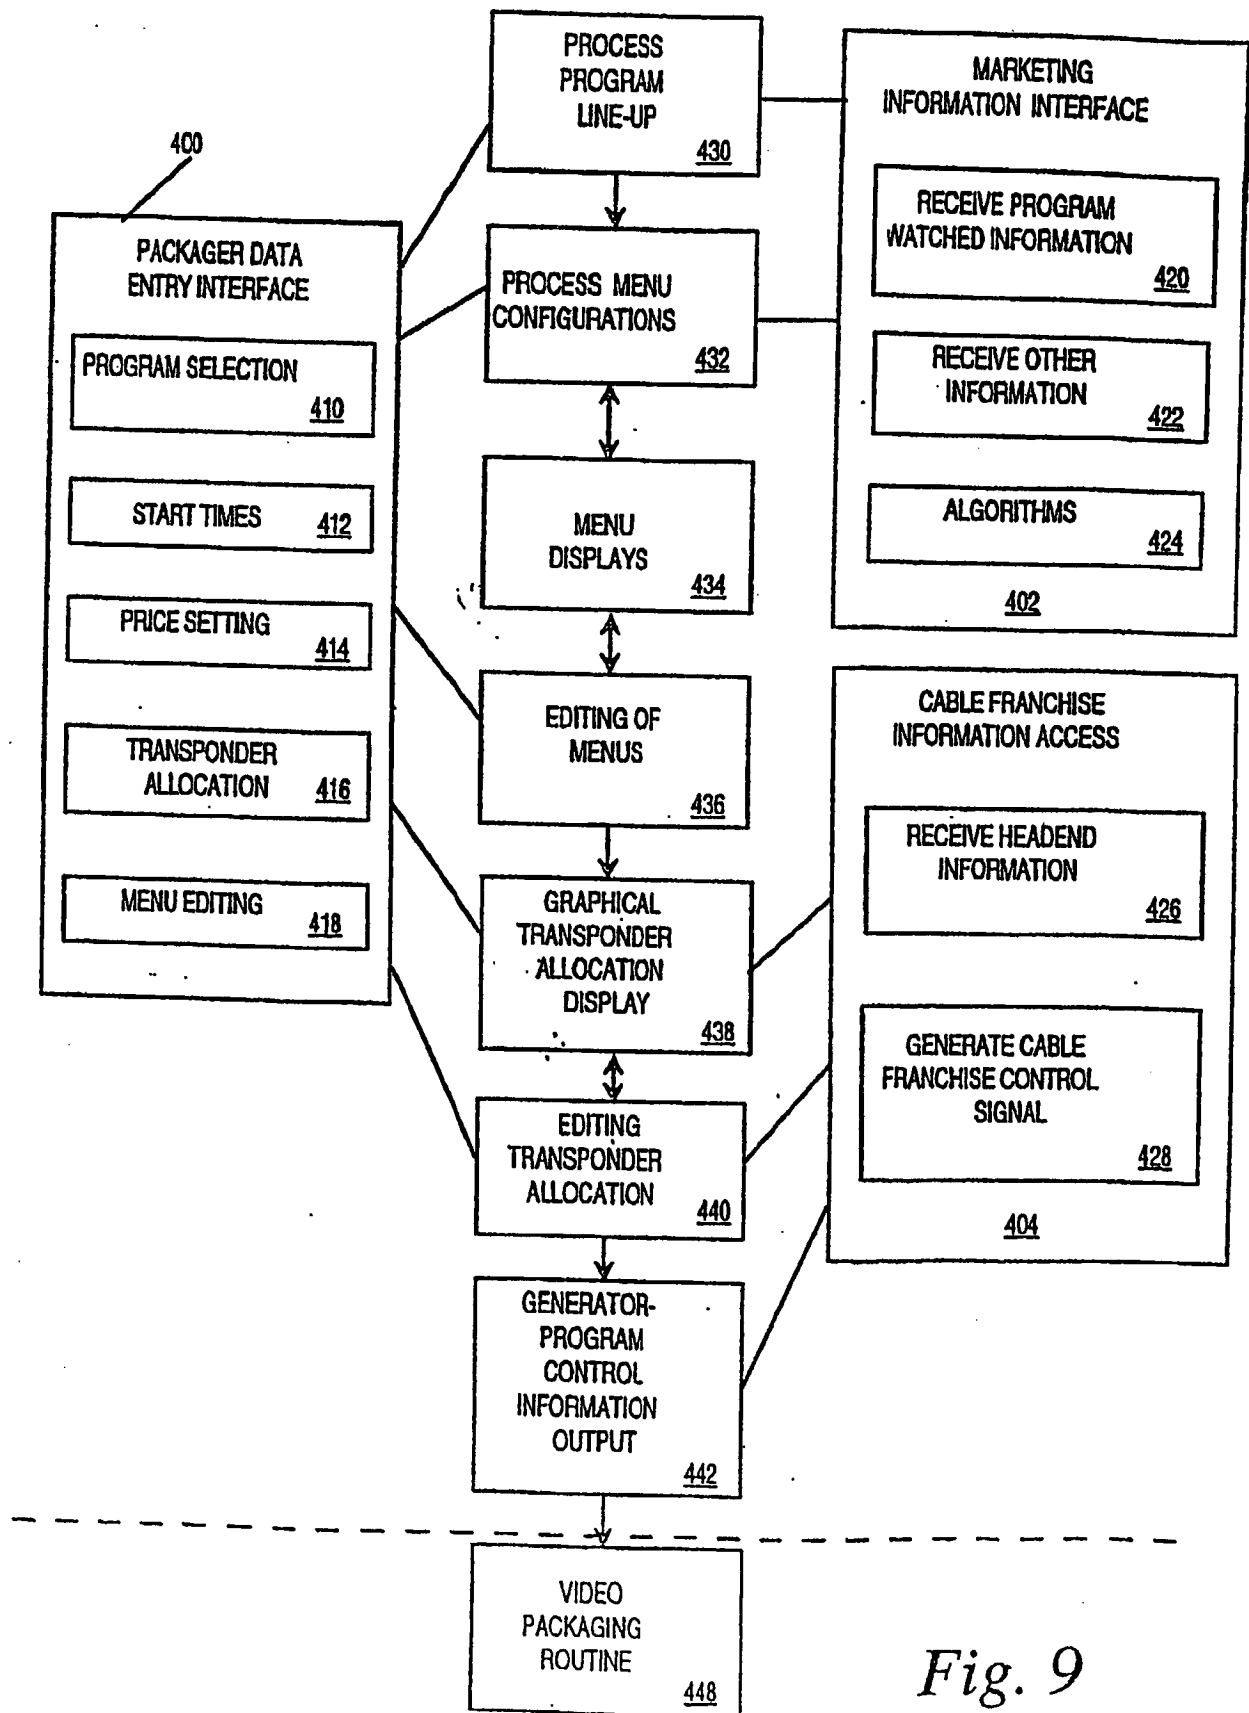 400
PACKAGER DATA
ENTRY INTERFACE
PROGRAM SELECTION
410
START TIMES
412
PRICE SETTING
414
TRANSPONDER
ALLOCATION
416
MENU EDITING
418
PROCESS
PROGRAM
LINE-UP
430
PROCESS MENU
CONFIGURATIONS
432
MENU
DISPLAYS
434
EDITING OF
MENUS
436
GRAPHICAL
TRANSPONDER
ALLOCATION
DISPLAY
438
EDITING
TRANSPONDER
ALLOCATION
440
GENERATOR-
PROGRAM
CONTROL
INFORMATION
OUTPUT
442
VIDEO
PACKAGING
ROUTINE
448
MARKETING
INFORMATION INTERFACE
RECEIVE PROGRAM
WATCHED INFORMATION
420
RECEIVE OTHER
INFORMATION
422
ALGORITHMS
424
402
CABLE FRANCHISE
INFORMATION ACCESS
RECEIVE HEADEND
INFORMATION
426
GENERATE CABLE
FRANCHISE CONTROL
SIGNAL
428
404
Fig. 9